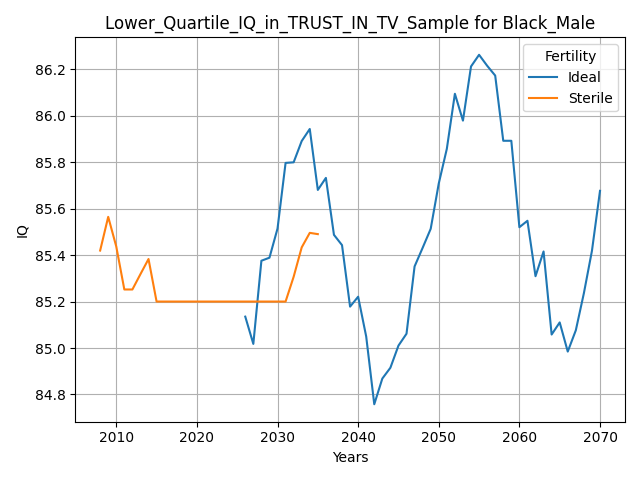 Lower_Quartile_IQ_in_TRUST_IN_TV_Sample for Black_Male
Fertility
Ideal
Sterile
IQ
86.2
86.0
85.8
85.6
85.4
85.2
85.0
84.8
2010 2020 2030 2040 2050 2060 2070
Years